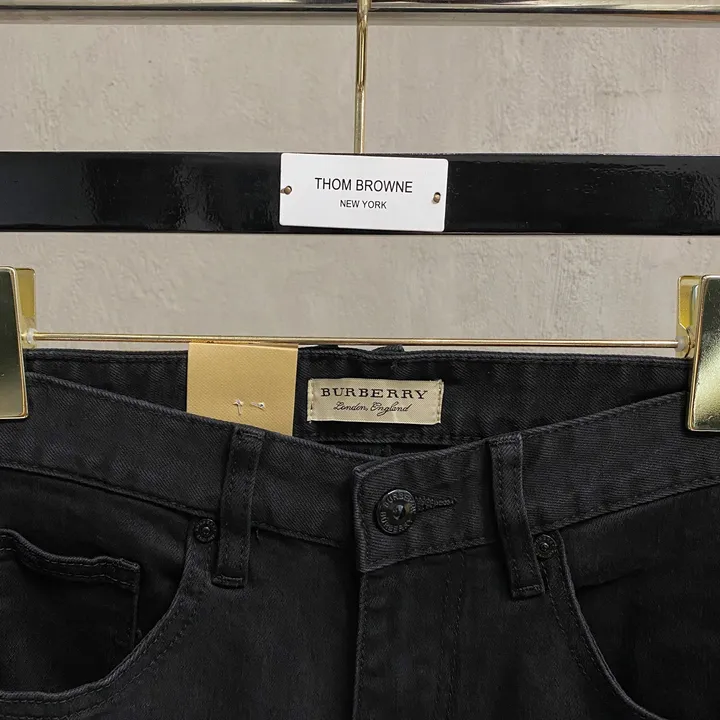 THOM BROWNE
NEW YORK
BURBERRY
London, England